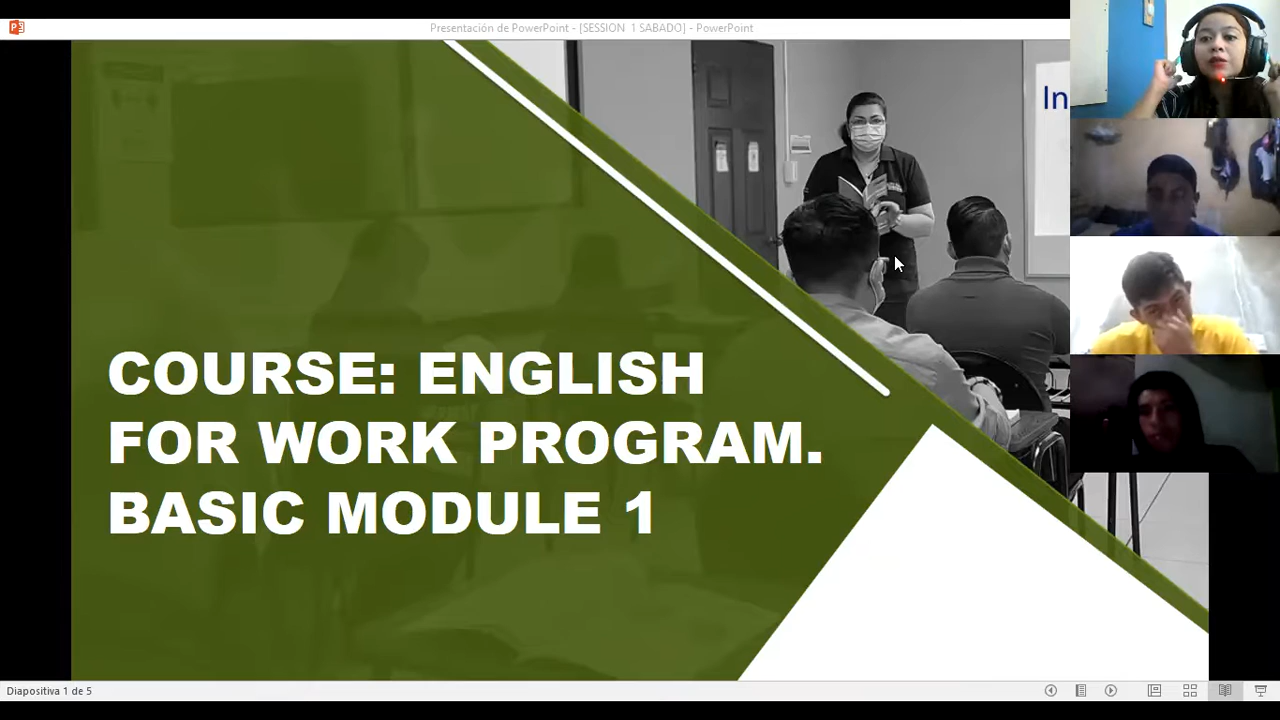 Presentación de PowerPoint - [SESSION 1 SABADO] - PowerPoint
In
COURSE: ENGLISH
FOR WORK PROGRAM.
BASIC MODULE 1
Diapositiva 1 de 5